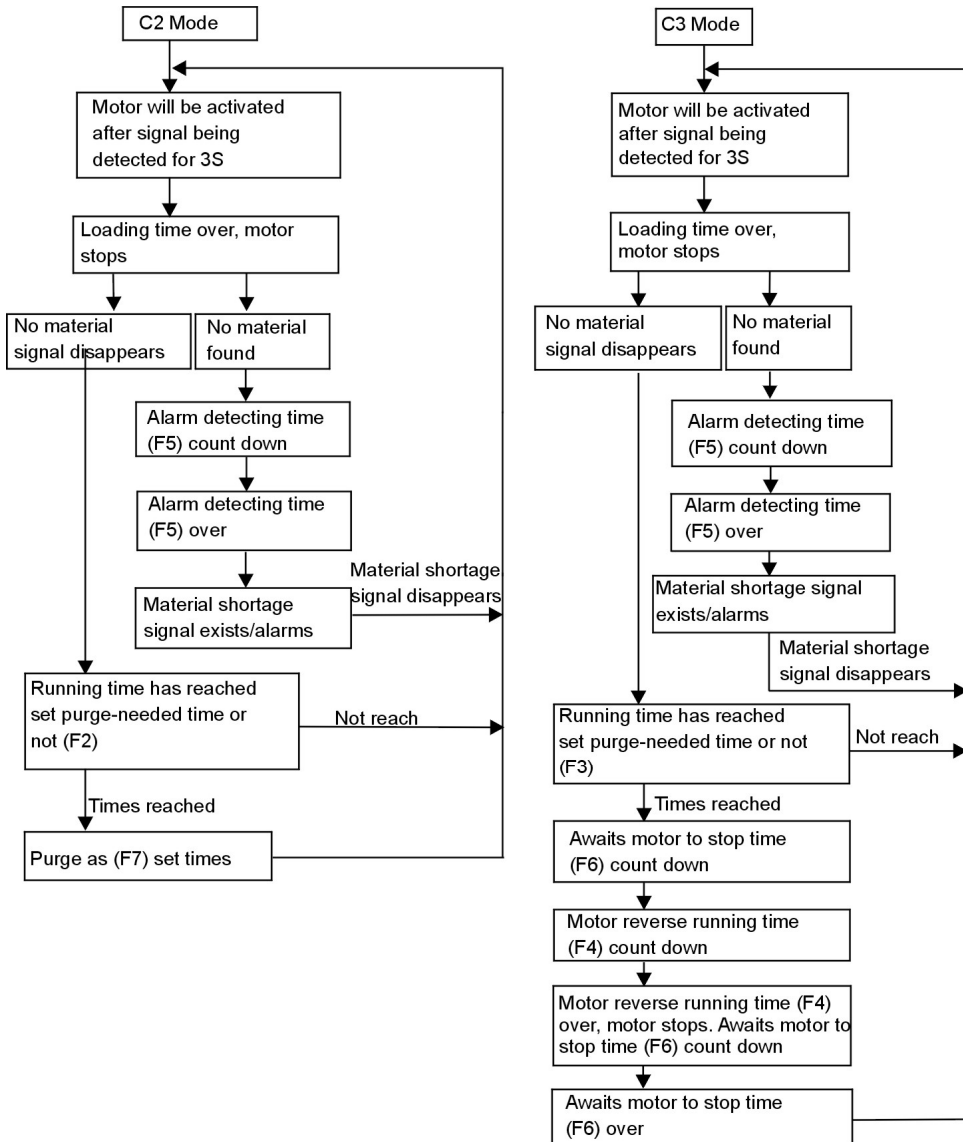 C2 Mode
Motor will be activated
after signal being
detected for 3S
Loading time over, motor
stops
No material
signal disappears
No material
found
Alarm detecting time
(F5) count down
Alarm detecting time
(F5) over
Material shortage
signal exists/alarms
Material shortage
signal disappears
Running time has reached
set purge-needed time or
not (F2)
Not reach
Times reached
Purge as (F7) set times
C3 Mode
Motor will be activated
after signal being
detected for 3S
Loading time over,
motor stops
No material
signal disappears
No material
found
Alarm detecting time
(F5) count down
Alarm detecting time
(F5) over
Material shortage signal
exists/alarms
Material shortage
signal disappears
Running time has reached
set purge-needed time or not
(F3)
Not reach
Times reached
Awaits motor to stop time
(F6) count down
Motor reverse running time
(F4) count down
Motor reverse running time (F4)
over, motor stops. Awaits motor to
stop time (F6) count down
Awaits motor to stop time
(F6) over